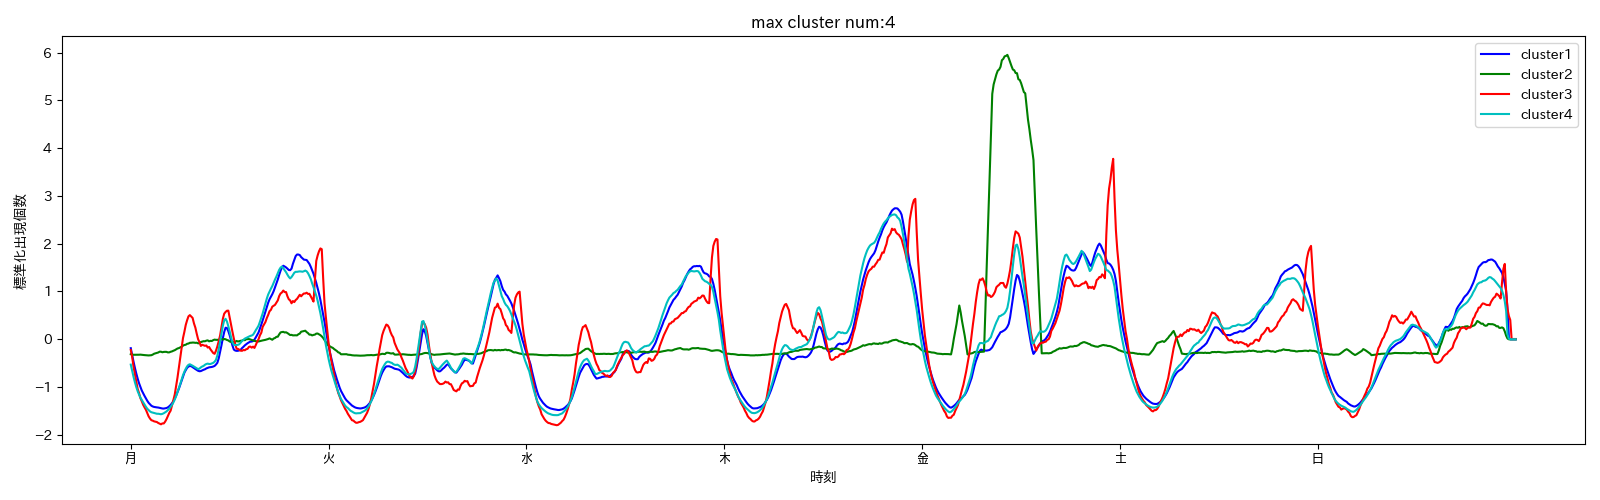 max cluster num:4
cluster1
cluster2
cluster3
cluster4
標準化出現個数
6
5
4
3
2
1
0
−1
−2
月 火 水 木 金 土 日
時刻